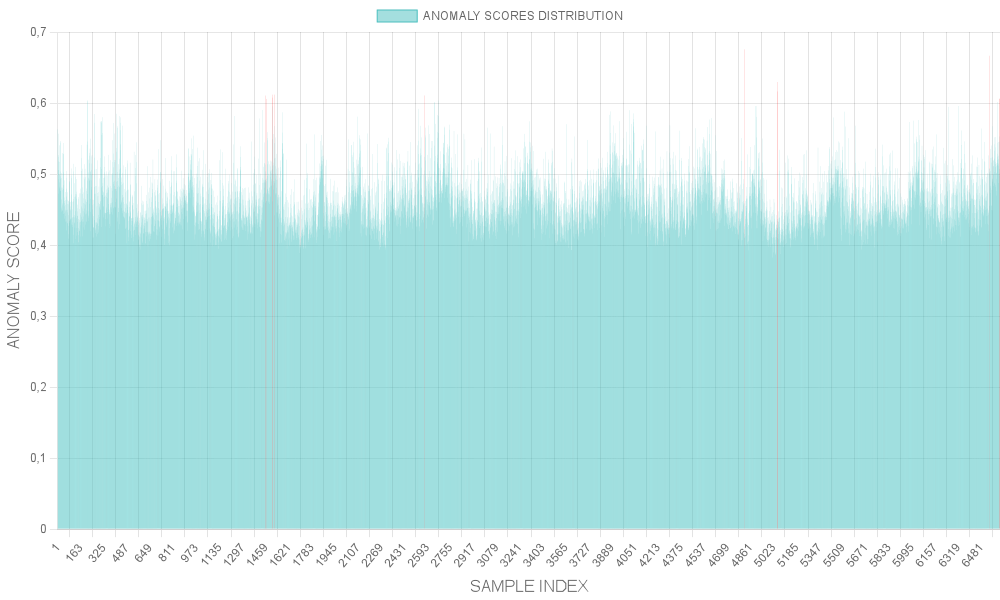 ANOMALY SCORES DISTRIBUTION
0,7
0,6
0,5
0,4
0,3
0,2
0,1
0
ANOMALY SCORE
1 163 325 487 649 811 973 1135 1297 1459 1621 1783 1945 2107 2269 2431 2593 2755 2917 3079 3241 3403 3565 3727 3889 4051 4213 4375 4537 4699 4861 5023 5185 5347 5509 5671 5833 5995 6157 6319 6481
SAMPLE INDEX